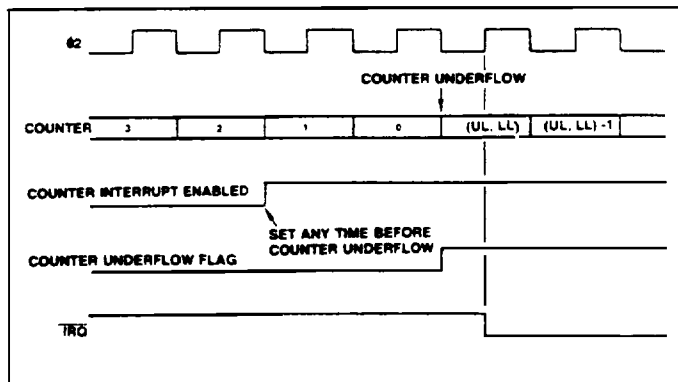 ø2
COUNTER UNDERFLOW
COUNTER 3 2 1 0 (UL, LL) (UL, LL) -1
COUNTER INTERRUPT ENABLED
SET ANY TIME BEFORE
COUNTER UNDERFLOW
COUNTER UNDERFLOW FLAG
IRQ